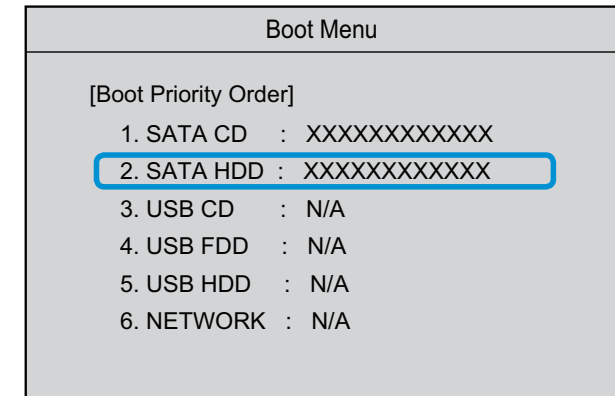 Boot Menu
[Boot Priority Order]
1. SATA CD : XXXXXXXXXXXX
2. SATA HDD : XXXXXXXXXXXX
3. USB CD : N/A
4. USB FDD : N/A
5. USB HDD : N/A
6. NETWORK : N/A